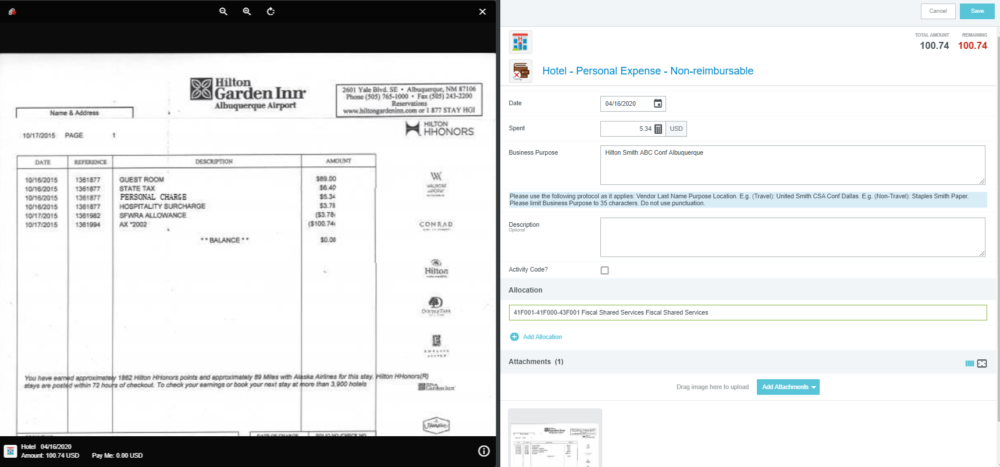 Hilton
Garden Inn
Albuquerque Airport
2601 Yale Blvd. SE • Albuquerque, NM 87106
Phone (505) 765-1000 • Fax (505) 243-2200
Reservations
www.hiltongardeninn.com or 1 877 STAY HGI
Name & Address
HILTON
HHONORS
10/17/2015 PAGE 1
DATE REFERENCE DESCRIPTION AMOUNT
10/16/2015 1361877 GUEST ROOM $89.00
10/16/2015 1361877 STATE TAX $6.40
10/16/2015 1361877 PERSONAL CHARGE $5.34
10/16/2015 1361877 HOSPITALITY SURCHARGE $3.78
10/17/2015 1361982 SFWRA ALLOWANCE ($3.78)
10/17/2015 1361994 AX *2002 ($100.74)
**BALANCE** $0.00
WALDORF
ASTORIA
CONRAD
Hilton
DOUBLETREE
EMBASSY
SUITES
You have earned approximately 1862 Hilton HHonors points and approximately 89 Miles with Alaska Airlines for this stay. Hilton HHonors(R)
stays are posted within 72 hours of checkout. To check your earnings or book your next stay at more than 3,900 hotels
Hilton
Garden Inn
Hampton
DATE OF CHARGE FOLIO NO./CHECK NO.
Hotel 04/16/2020
Amount: 100.74 USD Pay Me: 0.00 USD
Cancel
Save
TOTAL AMOUNT REMAINING
100.74 100.74
Hotel - Personal Expense - Non-reimbursable
Date 04/16/2020
Spent 5.34 USD
Business Purpose Hilton Smith ABC Conf Albuquerque
Please use the following protocol as it applies: Vendor Last Name Purpose Location. E.g. (Travel): United Smith CSA Conf Dallas. E.g. (Non-Travel): Staples Smith Paper.
Please limit Business Purpose to 35 characters. Do not use punctuation.
Description
Optional
Activity Code?
Allocation
41F001-41F000-43F001 Fiscal Shared Services Fiscal Shared Services
Add Allocation
Attachments (1)
Drag image here to upload
Add Attachments